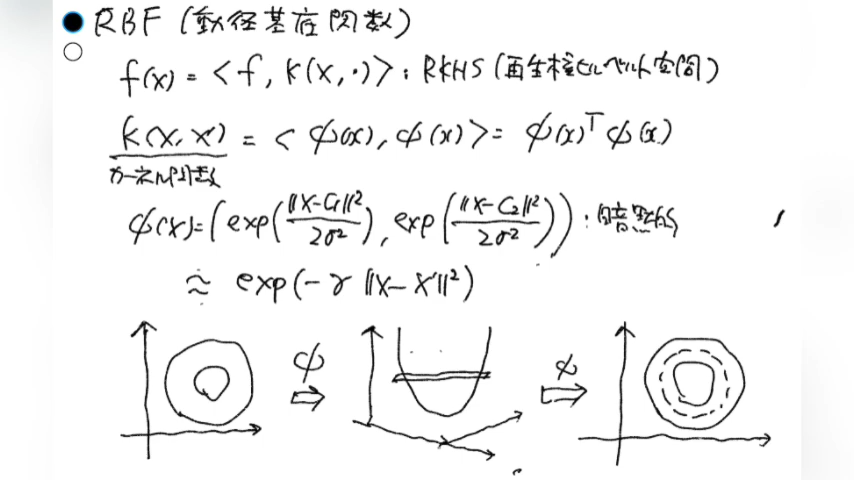 RBF (動径基底関数)
f(x) = <f, k(x,·)> : RKHS (再生核ヒルベルト空間)
k(x, x') = < φ(x), φ(x) > = φ(x)ᵀ φ(x)
カーネル関数
φ(x) = (exp(‖x-C₁‖²/2σ²), exp(‖x-C₂‖²/2σ²)) : 暗黙的
≈ exp(-γ ‖x-x'‖²)
φ ⇒ φ ⇒